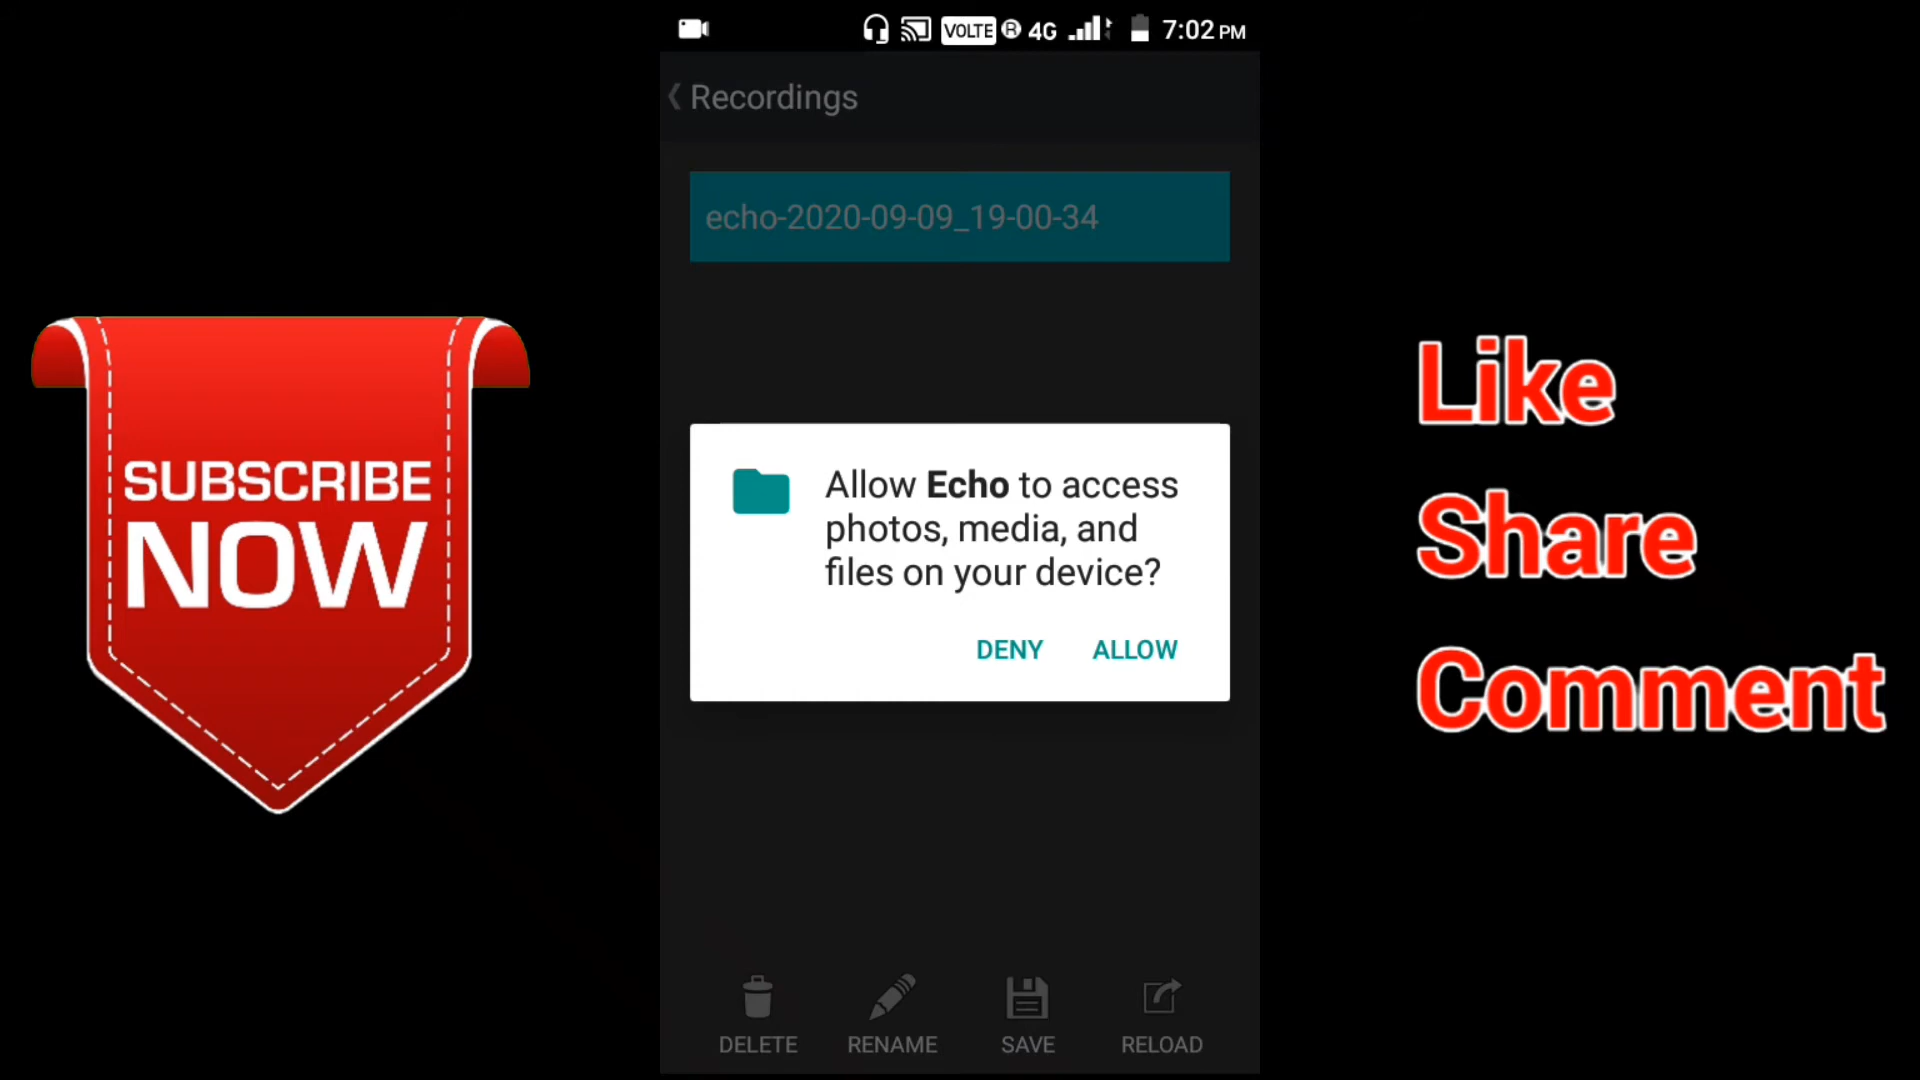 VOLTE R 4G 7:02 PM
Recordings
echo-2020-09-09_19-00-34
SUBSCRIBE
NOW
Allow Echo to access
photos, media, and
files on your device?
DENY ALLOW
Like
Share
Comment
DELETE RENAME SAVE RELOAD